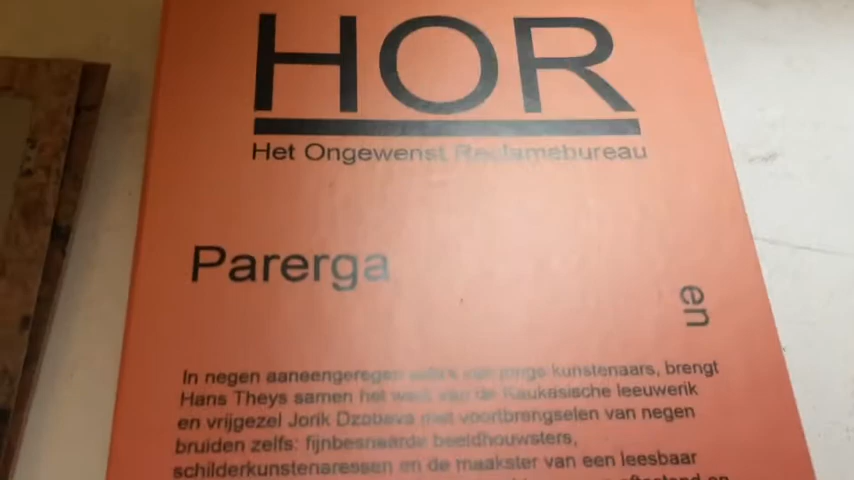 HOR
Het Ongewenst Reclamebureau
Parerga
en
In negen aaneengeregen jonge kunstenaars, brengt
Hans Theys samen het werk van de Kaukasische leeuwerik
en vrijgezel Jorik Dzobava met voortbrengselen van negen
bruiden zelfs: fijnbesnaarde beeldhouwsters,
schilderkunstenaressen en de maakster van een leesbaar